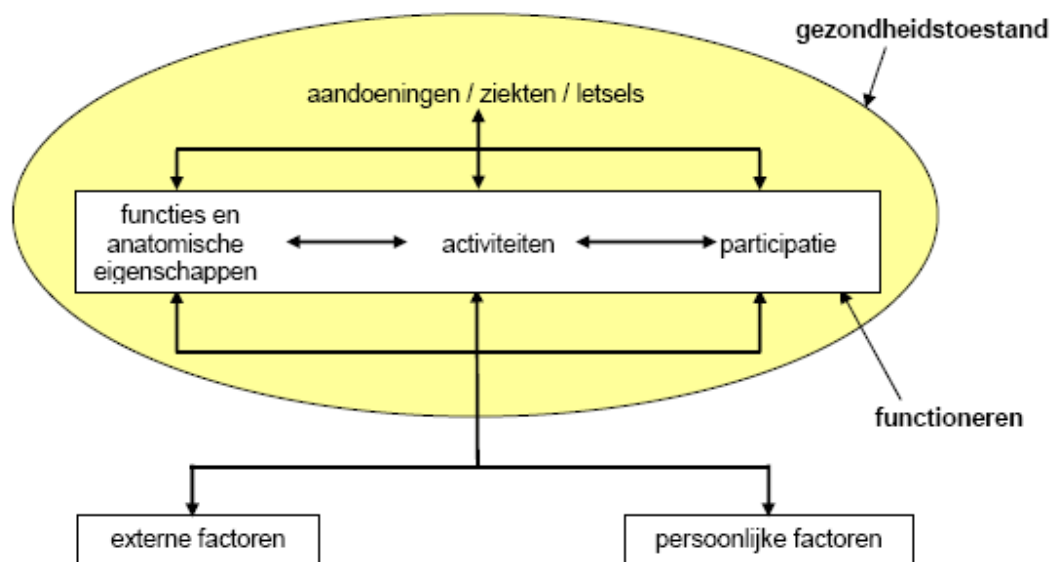 gezondheidstoestand
aandoeningen / ziekten / letsels
functies en
anatomische
eigenschappen
activiteiten
participatie
functioneren
externe factoren
persoonlijke factoren